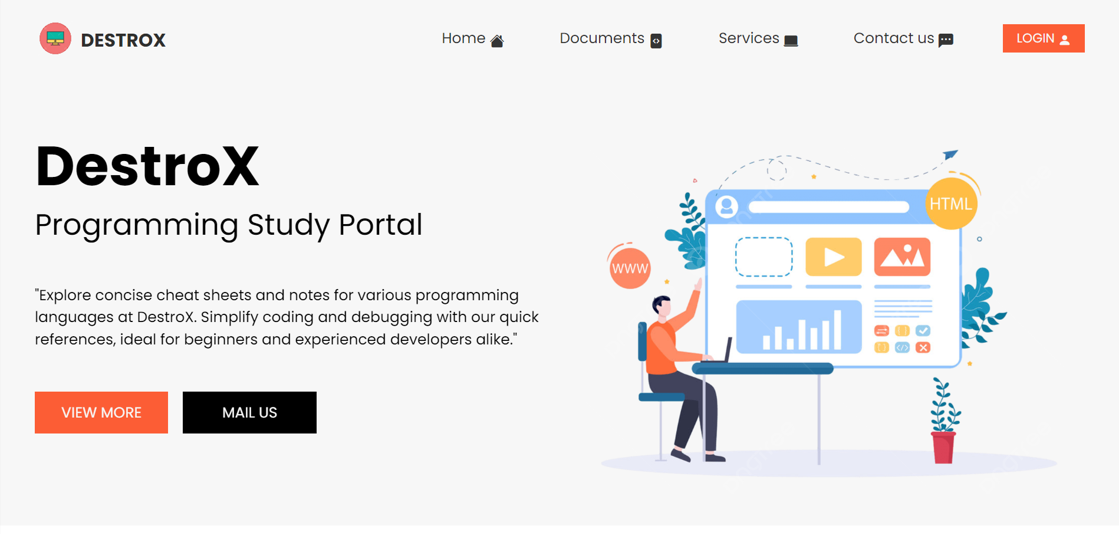 DESTROX
Home
Documents
Services
Contact us
LOGIN
DestroX
Programming Study Portal
"Explore concise cheat sheets and notes for various programming
languages at DestroX. Simplify coding and debugging with our quick
references, ideal for beginners and experienced developers alike."
VIEW MORE
MAIL US
HTML
WWW